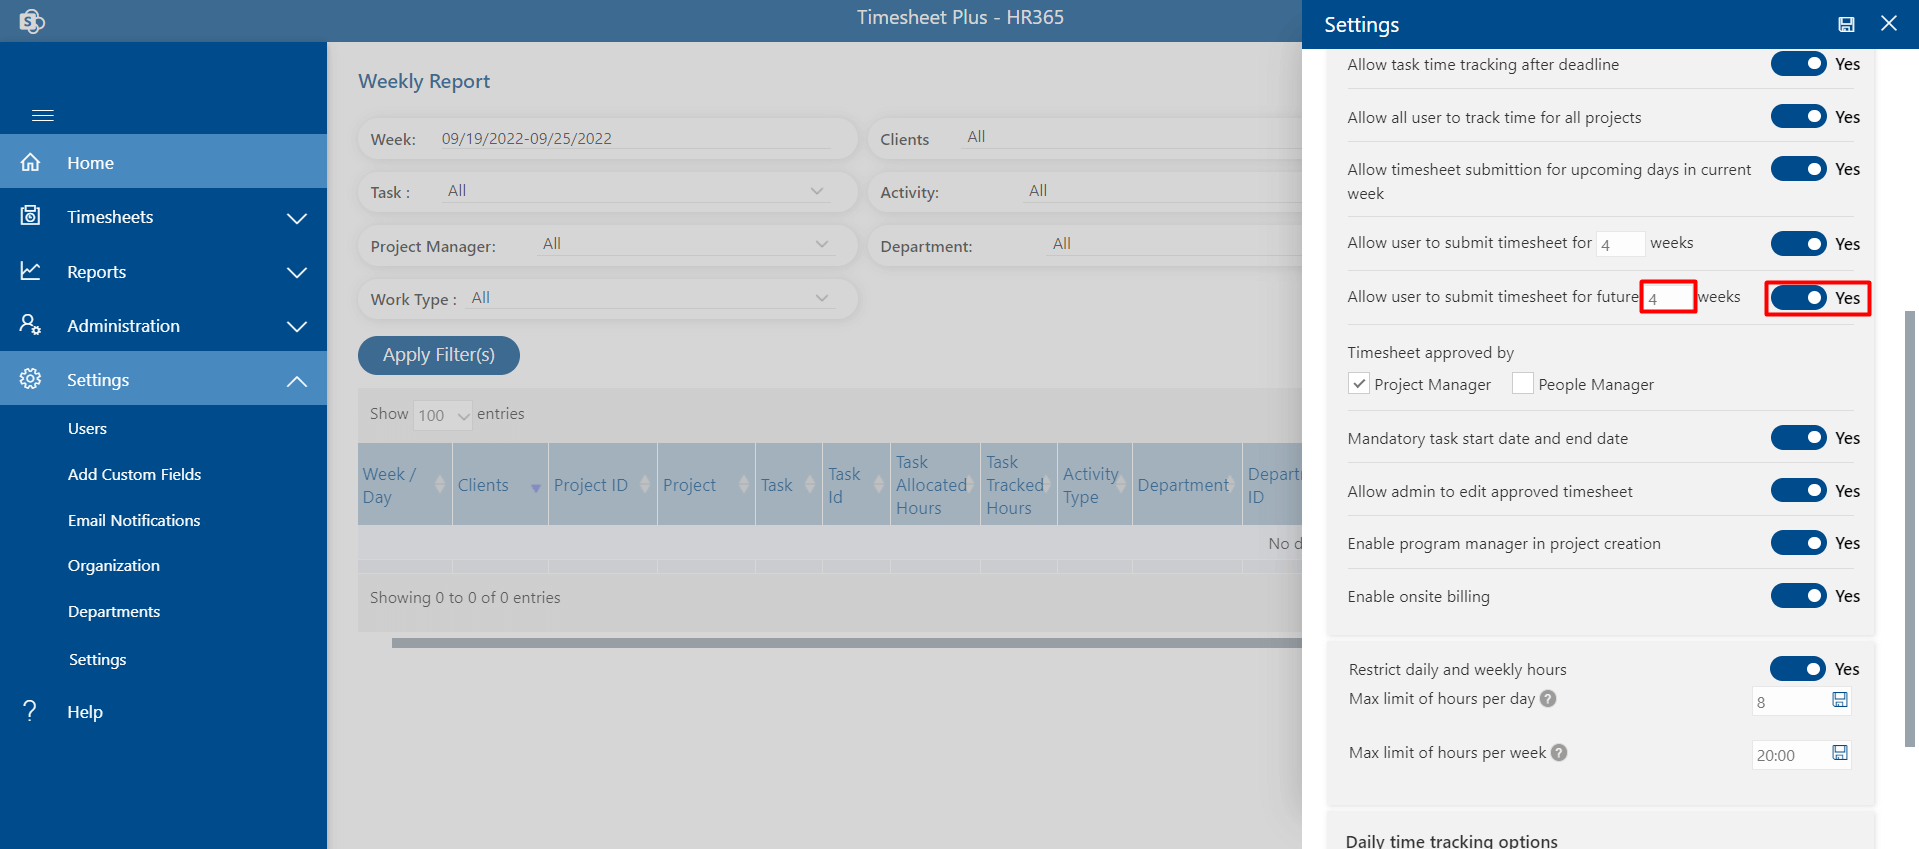 Timesheet Plus - HR365
Home
Timesheets
Reports
Administration
Settings
Users
Add Custom Fields
Email Notifications
Organization
Departments
Settings
? Help
Weekly Report
Week: 09/19/2022-09/25/2022
Clients All
Task : All
Activity: All
Project Manager: All
Department: All
Work Type : All
Apply Filter(s)
Show 100 entries
Week /
Day
Clients
Project ID
Project
Task
Task
Id
Task
Allocated
Hours
Task
Tracked
Hours
Activity
Type
Department
Depart
ID
No d
Showing 0 to 0 of 0 entries
Settings
Allow task time tracking after deadline Yes
Allow all user to track time for all projects Yes
Allow timesheet submittion for upcoming days in current
week Yes
Allow user to submit timesheet for 4 weeks Yes
Allow user to submit timesheet for future 4 weeks Yes
Timesheet approved by
Project Manager People Manager
Mandatory task start date and end date Yes
Allow admin to edit approved timesheet Yes
Enable program manager in project creation Yes
Enable onsite billing Yes
Restrict daily and weekly hours Yes
Max limit of hours per day ? 8
Max limit of hours per week ? 20:00
Daily time tracking options